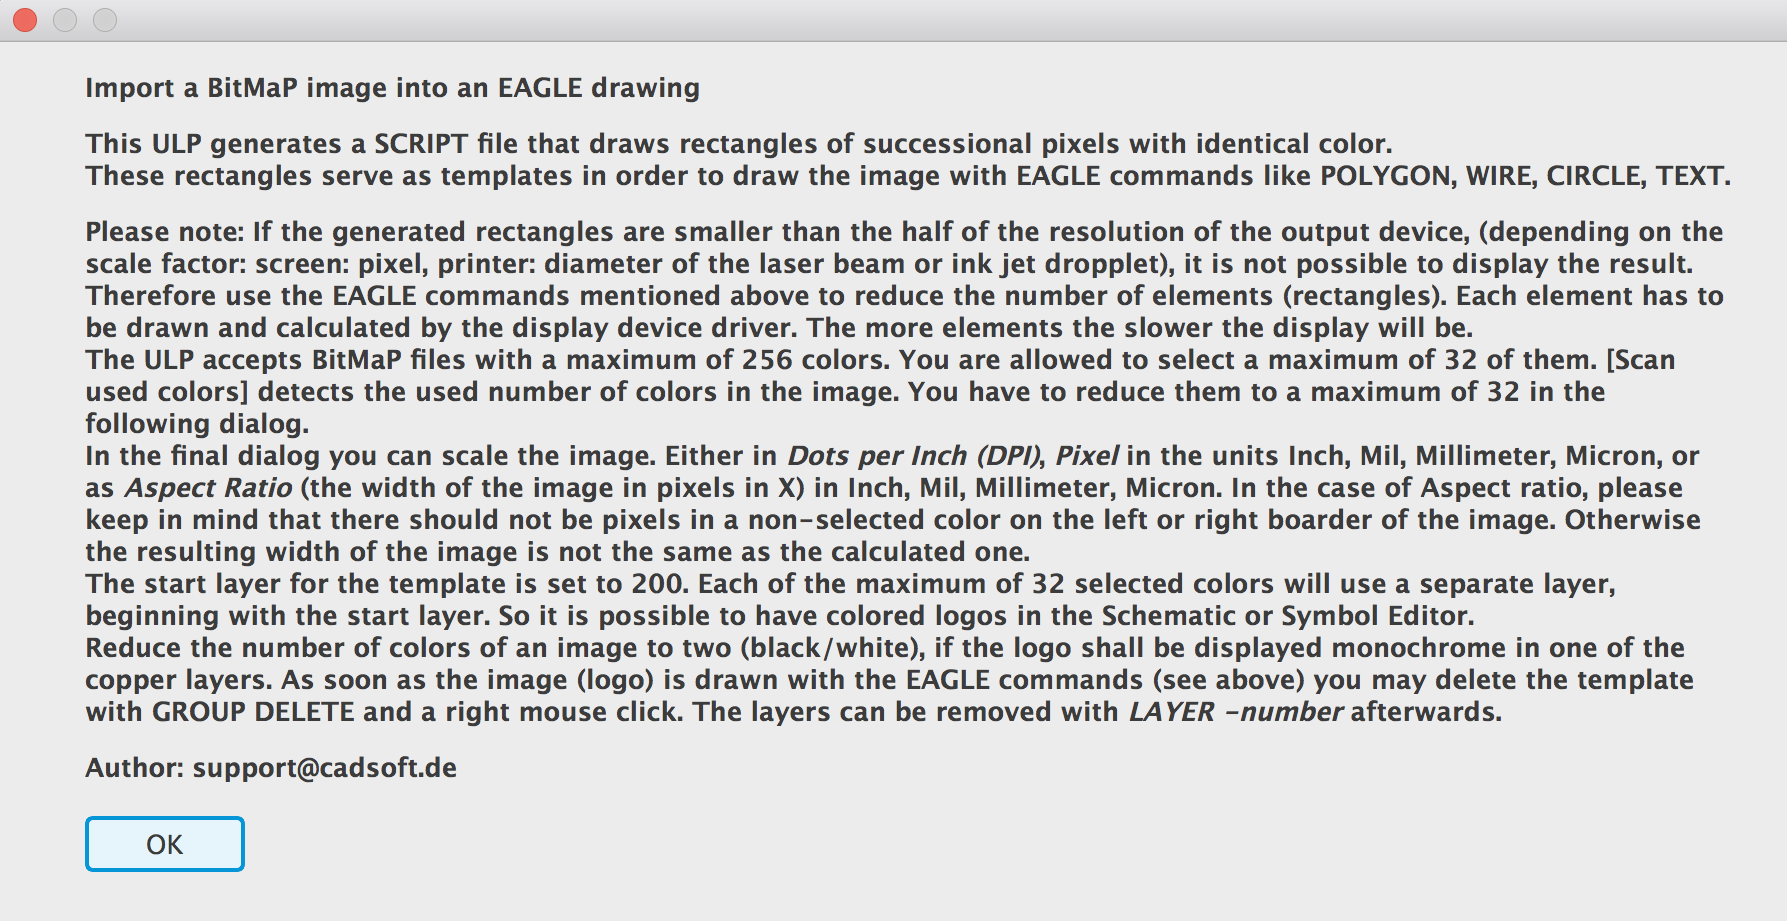 Import a BitMaP image into an EAGLE drawing
This ULP generates a SCRIPT file that draws rectangles of successional pixels with identical color.
These rectangles serve as templates in order to draw the image with EAGLE commands like POLYGON, WIRE, CIRCLE, TEXT.
Please note: If the generated rectangles are smaller than the half of the resolution of the output device, (depending on the
scale factor: screen: pixel, printer: diameter of the laser beam or ink jet dropplet), it is not possible to display the result.
Therefore use the EAGLE commands mentioned above to reduce the number of elements (rectangles). Each element has to
be drawn and calculated by the display device driver. The more elements the slower the display will be.
The ULP accepts BitMaP files with a maximum of 256 colors. You are allowed to select a maximum of 32 of them. [Scan
used colors] detects the used number of colors in the image. You have to reduce them to a maximum of 32 in the
following dialog.
In the final dialog you can scale the image. Either in Dots per Inch (DPI), Pixel in the units Inch, Mil, Millimeter, Micron, or
as Aspect Ratio (the width of the image in pixels in X) in Inch, Mil, Millimeter, Micron. In the case of Aspect ratio, please
keep in mind that there should not be pixels in a non-selected color on the left or right boarder of the image. Otherwise
the resulting width of the image is not the same as the calculated one.
The start layer for the template is set to 200. Each of the maximum of 32 selected colors will use a separate layer,
beginning with the start layer. So it is possible to have colored logos in the Schematic or Symbol Editor.
Reduce the number of colors of an image to two (black/white), if the logo shall be displayed monochrome in one of the
copper layers. As soon as the image (logo) is drawn with the EAGLE commands (see above) you may delete the template
with GROUP DELETE and a right mouse click. The layers can be removed with LAYER -number afterwards.
Author: support@cadsoft.de
OK